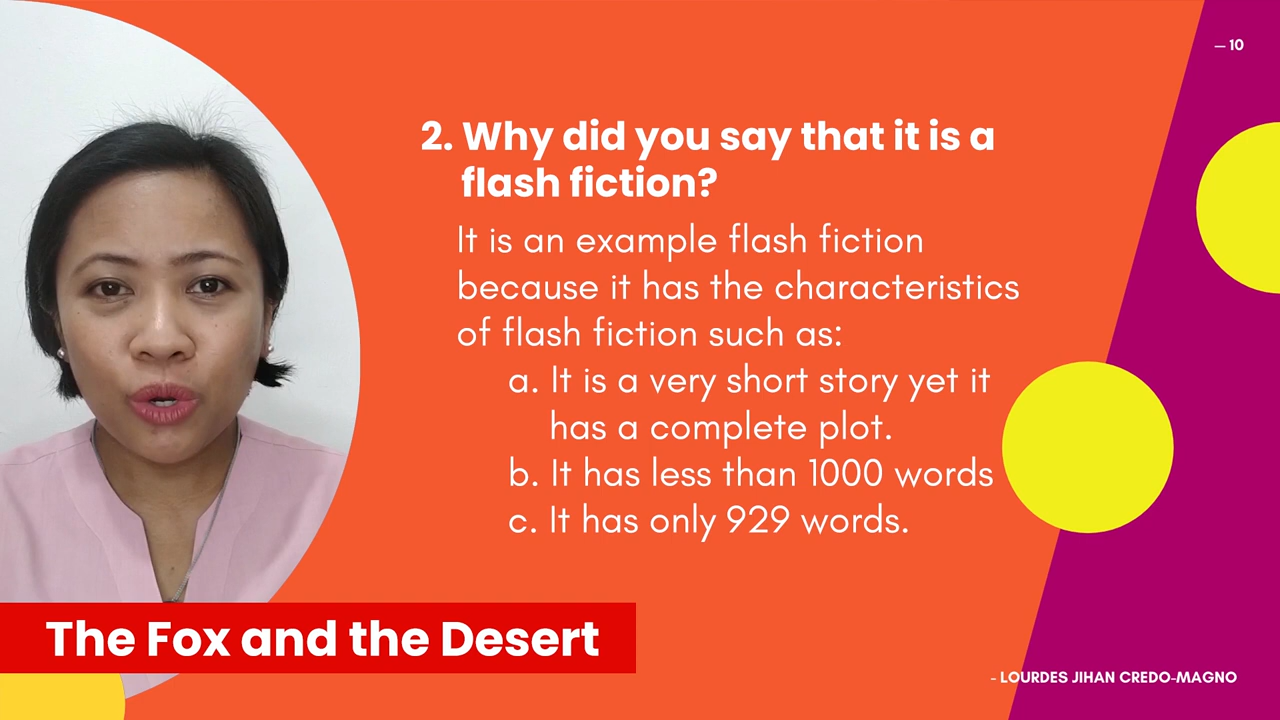 — 10
2. Why did you say that it is a
flash fiction?
It is an example flash fiction
because it has the characteristics
of flash fiction such as:
a. It is a very short story yet it
has a complete plot.
b. It has less than 1000 words
c. It has only 929 words.
The Fox and the Desert
- LOURDES JIHAN CREDO-MAGNO